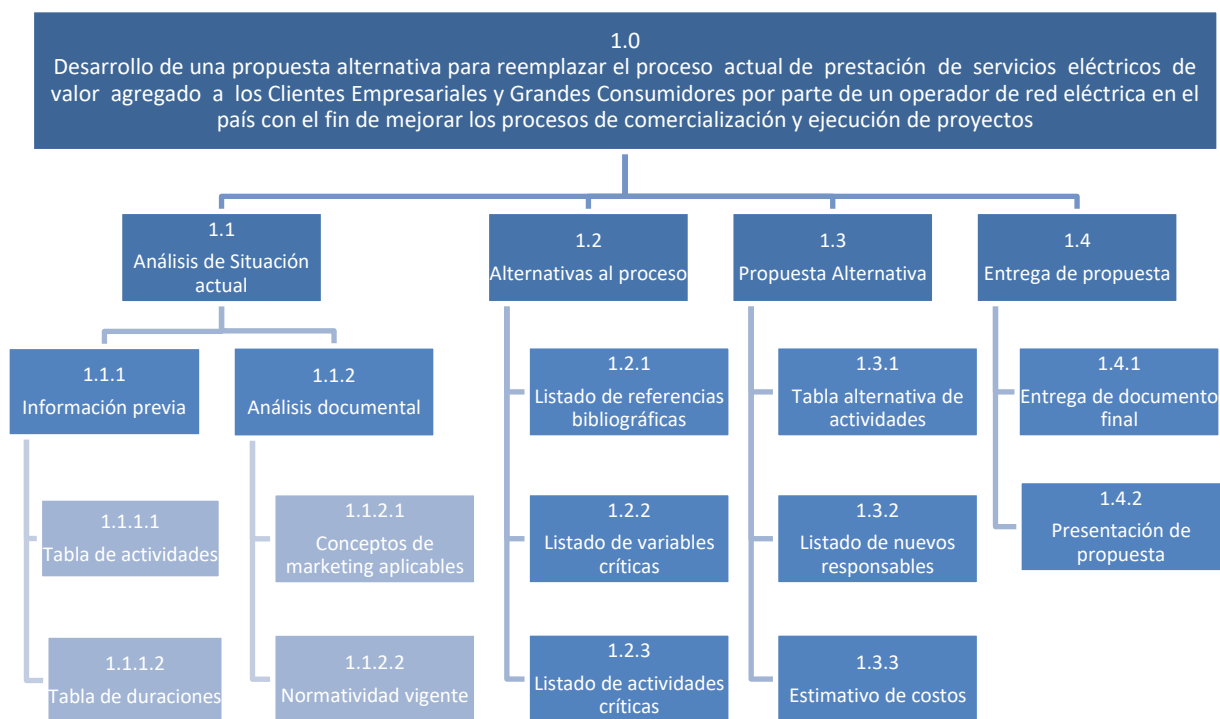 1.0
Desarrollo de una propuesta alternativa para reemplazar el proceso actual de prestación de servicios eléctricos de
valor agregado a los Clientes Empresariales y Grandes Consumidores por parte de un operador de red eléctrica en el
país con el fin de mejorar los procesos de comercialización y ejecución de proyectos
1.1
Análisis de Situación
actual
1.1.1
Información previa
1.1.1.1
Tabla de actividades
1.1.1.2
Tabla de duraciones
1.1.2
Análisis documental
1.1.2.1
Conceptos de
marketing aplicables
1.1.2.2
Normatividad vigente
1.2
Alternativas al proceso
1.2.1
Listado de referencias
bibliográficas
1.2.2
Listado de variables
críticas
1.2.3
Listado de actividades
críticas
1.3
Propuesta Alternativa
1.3.1
Tabla alternativa de
actividades
1.3.2
Listado de nuevos
responsables
1.3.3
Estimativo de costos
1.4
Entrega de propuesta
1.4.1
Entrega de documento
final
1.4.2
Presentación de
propuesta